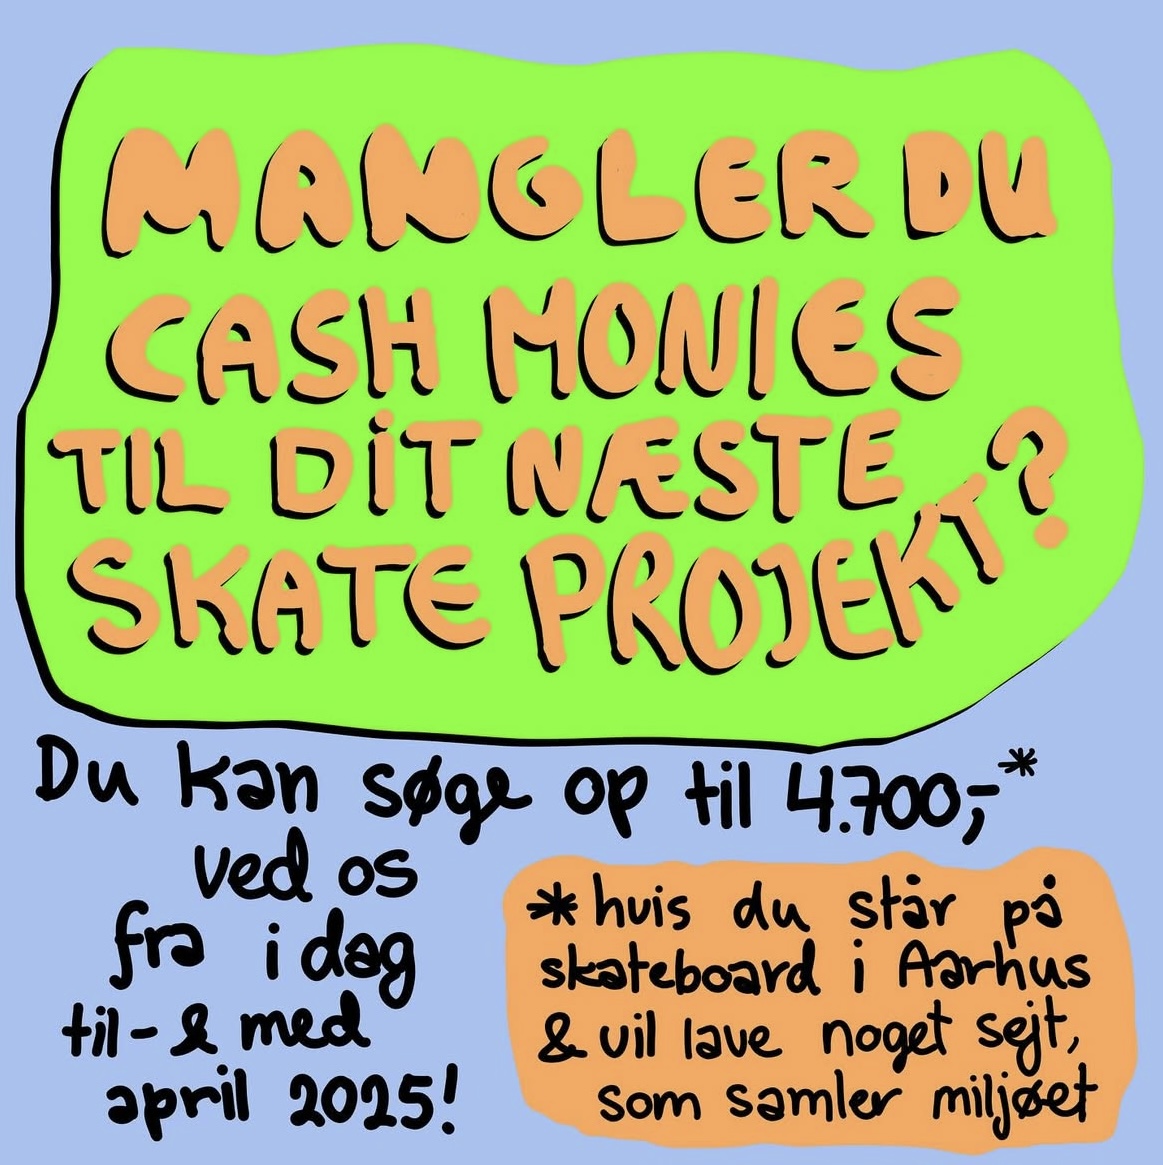 MANGLER DU
CASH MONIES
TIL DiT NÆSTE
SKATE PROJEKT?
Du kan søge op til 4.700,-*
ved os
fra i dag
til- & med
april 2025!
*hvis du står på
skateboard i Aarhus
& vil lave noget sejt,
som samler miljøet